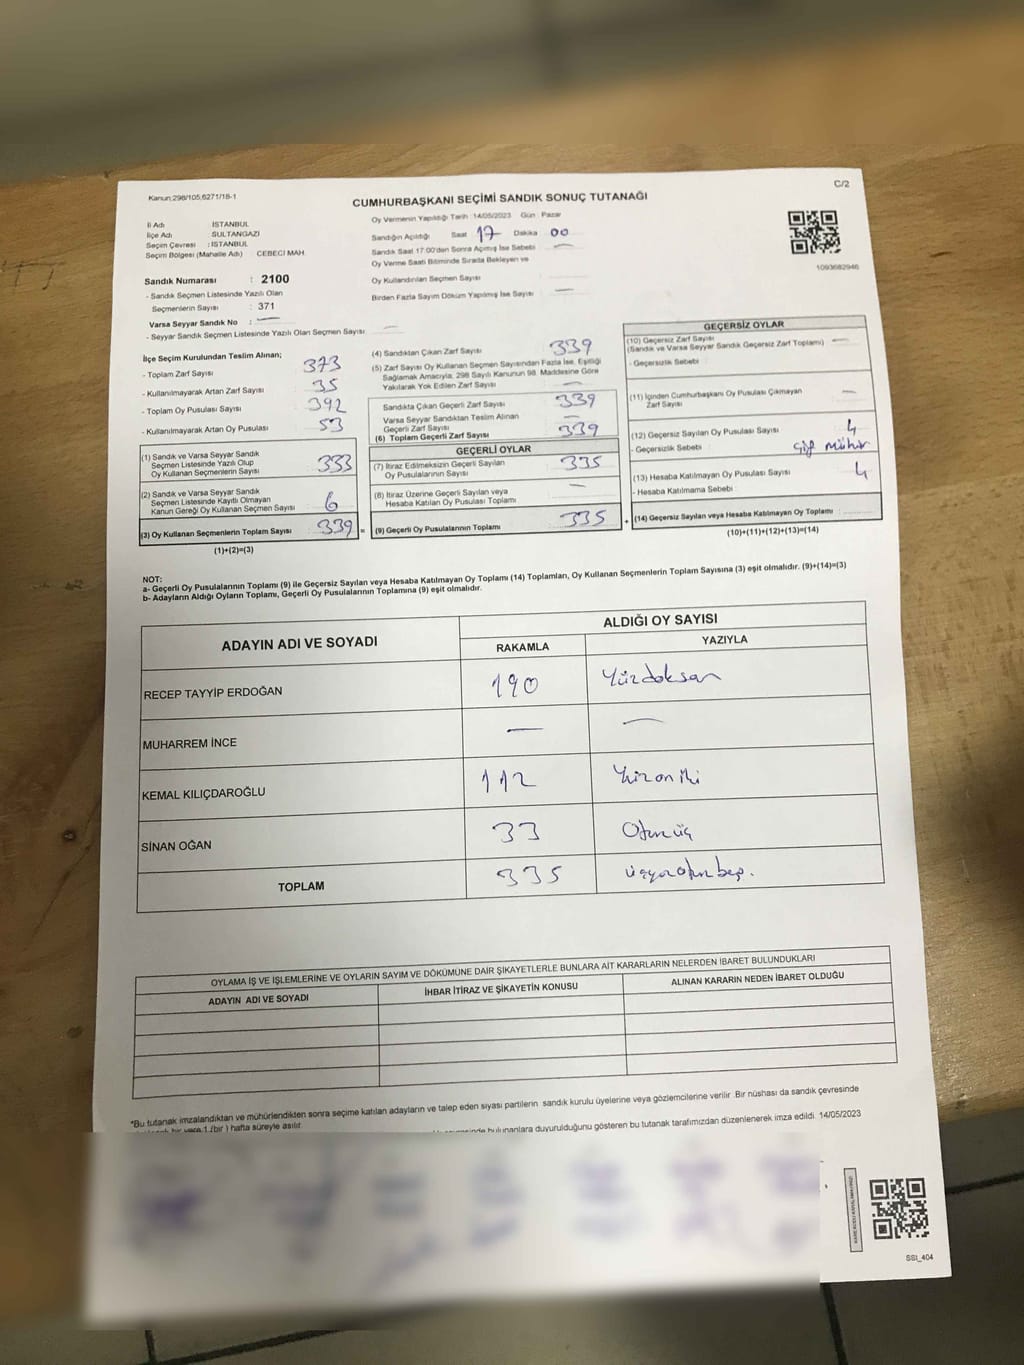 Kanun:298/105,6271/18-1
C/2
CUMHURBAŞKANI SEÇİMİ SANDIK SONUÇ TUTANAĞI
İl Adı : İSTANBUL
İlçe Adı : SULTANGAZİ
Seçim Çevresi : İSTANBUL
Seçim Bölgesi (Mahalle Adı) CEBECİ MAH.
Sandık Numarası : 2100
- Sandık Seçmen Listesinde Yazılı Olan
Seçmenlerin Sayısı : 371
Varsa Seyyar Sandık No : —
- Seyyar Sandık Seçmen Listesinde Yazılı Olan Seçmen Sayısı —
Oy Vermenin Yapıldığı Tarih :14/05/2023 Gün Pazar
Sandığın Açıldığı Saat 17 Dakika 00
Sandık Saat 17:00'den Sonra Açımış İse Sebebi —
Oy Verme Saati Bitiminde Sırada Bekleyen ve
Oy Kullandırılan Seçmen Sayısı —
Birden Fazla Sayım Döküm Yapılmış İse Sayısı —
1093682946
İlçe Seçim Kurulundan Teslim Alınan;
- Toplam Zarf Sayısı 373
- Kullanılmayarak Artan Zarf Sayısı 35
- Toplam Oy Pusulası Sayısı 392
- Kullanılmayarak Artan Oy Pusulası 53
(1) Sandık ve Varsa Seyyar Sandık
Seçmen Listesinde Yazılı Olup
Oy Kullanan Seçmenlerin Sayısı 333
(2) Sandık ve Varsa Seyyar Sandık
Seçmen Listesinde Kayıtlı Olmayan
Kanun Gereği Oy Kullanan Seçmen Sayısı 6
(3) Oy Kullanan Seçmenlerin Toplam Sayısı 339
(1)+(2)=(3)
=
(4) Sandıktan Çıkan Zarf Sayısı 339
(5) Zarf Sayısı Oy Kullanan Seçmen Sayısından Fazla İse, Eşitliği
Sağlamak Amacıyla, 298 Sayılı Kanunun 98. Maddesine Göre
Yakılarak Yok Edilen Zarf Sayısı —
Sandıkta Çıkan Geçerli Zarf Sayısı 339
Varsa Seyyar Sandıktan Teslim Alınan
Geçerli Zarf Sayısı —
(6) Toplam Geçerli Zarf Sayısı 339
GEÇERLİ OYLAR
(7) İtiraz Edilmeksizin Geçerli Sayılan
Oy Pusulalarının Sayısı 335
(8) İtiraz Üzerine Geçerli Sayılan veya
Hesaba Katılan Oy Pusulası Toplamı —
(9) Geçerli Oy Pusulalarının Toplamı 335
+
GEÇERSİZ OYLAR
(10) Geçersiz Zarf Sayısı
(Sandık ve Varsa Seyyar Sandık Geçersiz Zarf Toplamı) —
- Geçersizlik Sebebi
(11) İçinden Cumhurbaşkanı Oy Pusulası Çıkmayan
Zarf Sayısı —
(12) Geçersiz Sayılan Oy Pusulası Sayısı 4
- Geçersizlik Sebebi Çift Mühür
(13) Hesaba Katılmayan Oy Pusulası Sayısı 4
- Hesaba Katılmama Sebebi
(14) Geçersiz Sayılan veya Hesaba Katılmayan Oy Toplamı
(10)+(11)+(12)+(13)=(14)
NOT:
a- Geçerli Oy Pusulalarının Toplamı (9) ile Geçersiz Sayılan veya Hesaba Katılmayan Oy Toplamı (14) Toplamları, Oy Kullanan Seçmenlerin Toplam Sayısına (3) eşit olmalıdır. (9)+(14)=(3)
b- Adayların Aldığı Oyların Toplamı, Geçerli Oy Pusulalarının Toplamına (9) eşit olmalıdır.
ADAYIN ADI VE SOYADI
ALDIĞI OY SAYISI
RAKAMLA YAZIYLA
RECEP TAYYİP ERDOĞAN 190 Yüzdoksan
MUHARREM İNCE — —
KEMAL KILIÇDAROĞLU 112 Yüzoniki
SİNAN OĞAN 33 Otuzüç
TOPLAM 335 üçyüzotuzbeş.
OYLAMA İŞ VE İŞLEMLERİNE VE OYLARIN SAYIM VE DÖKÜMÜNE DAİR ŞİKAYETLERLE BUNLARA AİT KARARLARIN NELERDEN İBARET BULUNDUKLARI
ADAYIN ADI VE SOYADI İHBAR İTİRAZ VE ŞİKAYETİN KONUSU ALINAN KARARIN NEDEN İBARET OLDUĞU
*Bu tutanak imzalandıktan ve mühürlendikten sonra seçime katılan adayların ve talep eden siyasi partilerin sandık kurulu üyelerine veya gözlemcilerine verilir .Bir nüshası da sandık çevresinde
bir yere 1 (bir ) hafta süreyle asılır.
bulunanlara duyurulduğunu gösteren bu tutanak tarafımızdan düzenlenerek imza edildi. 14/05/2023
SSI_404